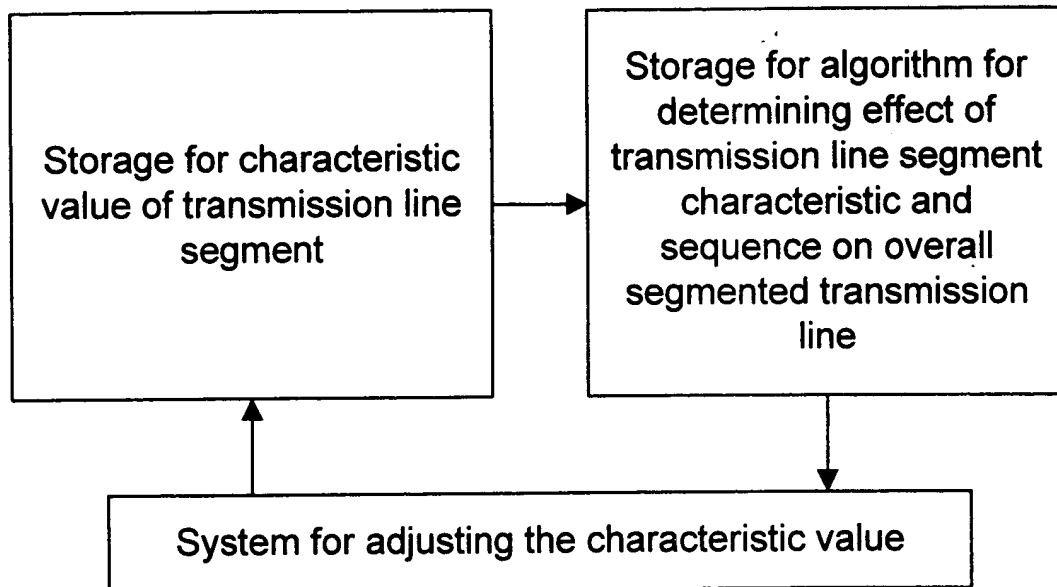 Storage for characteristic
value of transmission line
segment
Storage for algorithm for
determining effect of
transmission line segment
characteristic and
sequence on overall
segmented transmission
line
System for adjusting the characteristic value